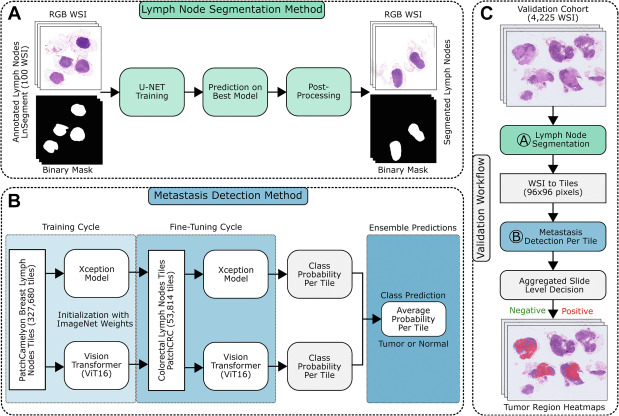 A
Lymph Node Segmentation Method
RGB WSI
RGB WSI
Annotated Lymph Nodes
LnSegment (100 WSI)
U-NET
Training
Prediction on
Best Model
Post-
Processing
Segmented Lymph Nodes
Binary Mask
Binary Mask
B
Metastasis Detection Method
Training Cycle
Fine-Tuning Cycle
Ensemble Predictions
PatchCamelyon Breast Lymph
Nodes Tiles (327,680 tiles)
Xception
Model
Initialization with
ImageNet Weights
Vision
Transformer
(ViT16)
Colorectal Lymph Nodes Tiles
PatchCRC (53,814 tiles)
Xception
Model
Vision
Transformer
(ViT16)
Class
Probability
Per Tile
Class
Probability
Per Tile
Class Prediction
Average
Probability
Per Tile
Tumor or Normal
C
Validation Cohort
(4,225 WSI)
Validation Workflow
A Lymph Node
Segmentation
WSI to Tiles
(96x96 pixels)
B Metastasis
Detection Per Tile
Aggregated Slide
Level Decision
Negative
Positive
Tumor Region Heatmaps